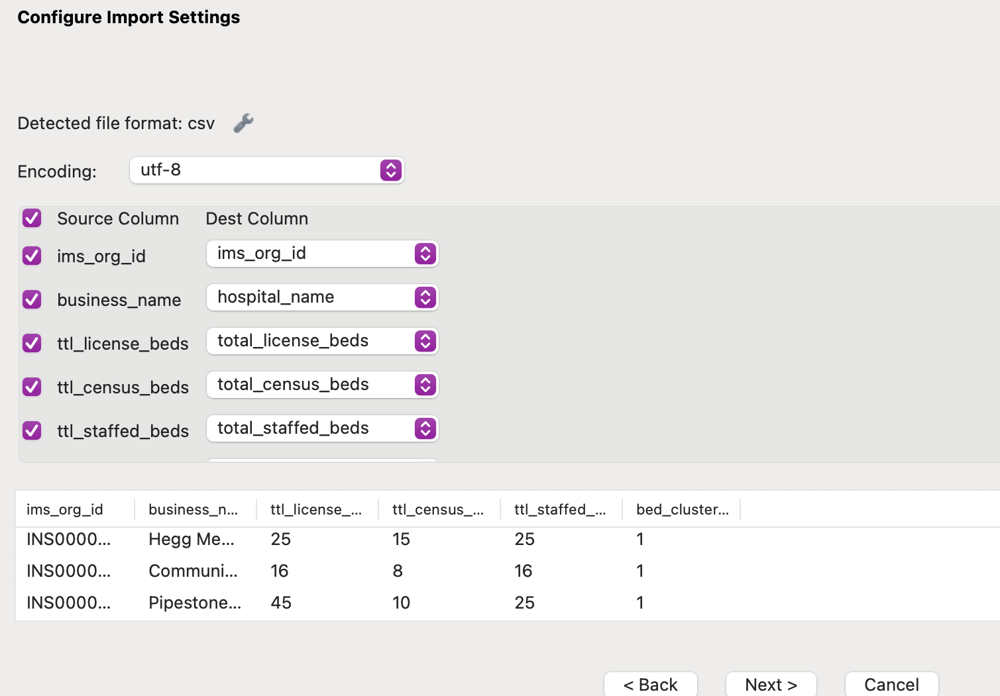 Configure Import Settings
Detected file format: csv
Encoding: utf-8
Source Column Dest Column
ims_org_id ims_org_id
business_name hospital_name
ttl_license_beds total_license_beds
ttl_census_beds total_census_beds
ttl_staffed_beds total_staffed_beds
ims_org_id business_n... ttl_license_... ttl_census_... ttl_staffed_... bed_cluster...
INS0000... Hegg Me... 25 15 25 1
INS0000... Communi... 16 8 16 1
INS0000... Pipestone... 45 10 25 1
< Back Next > Cancel